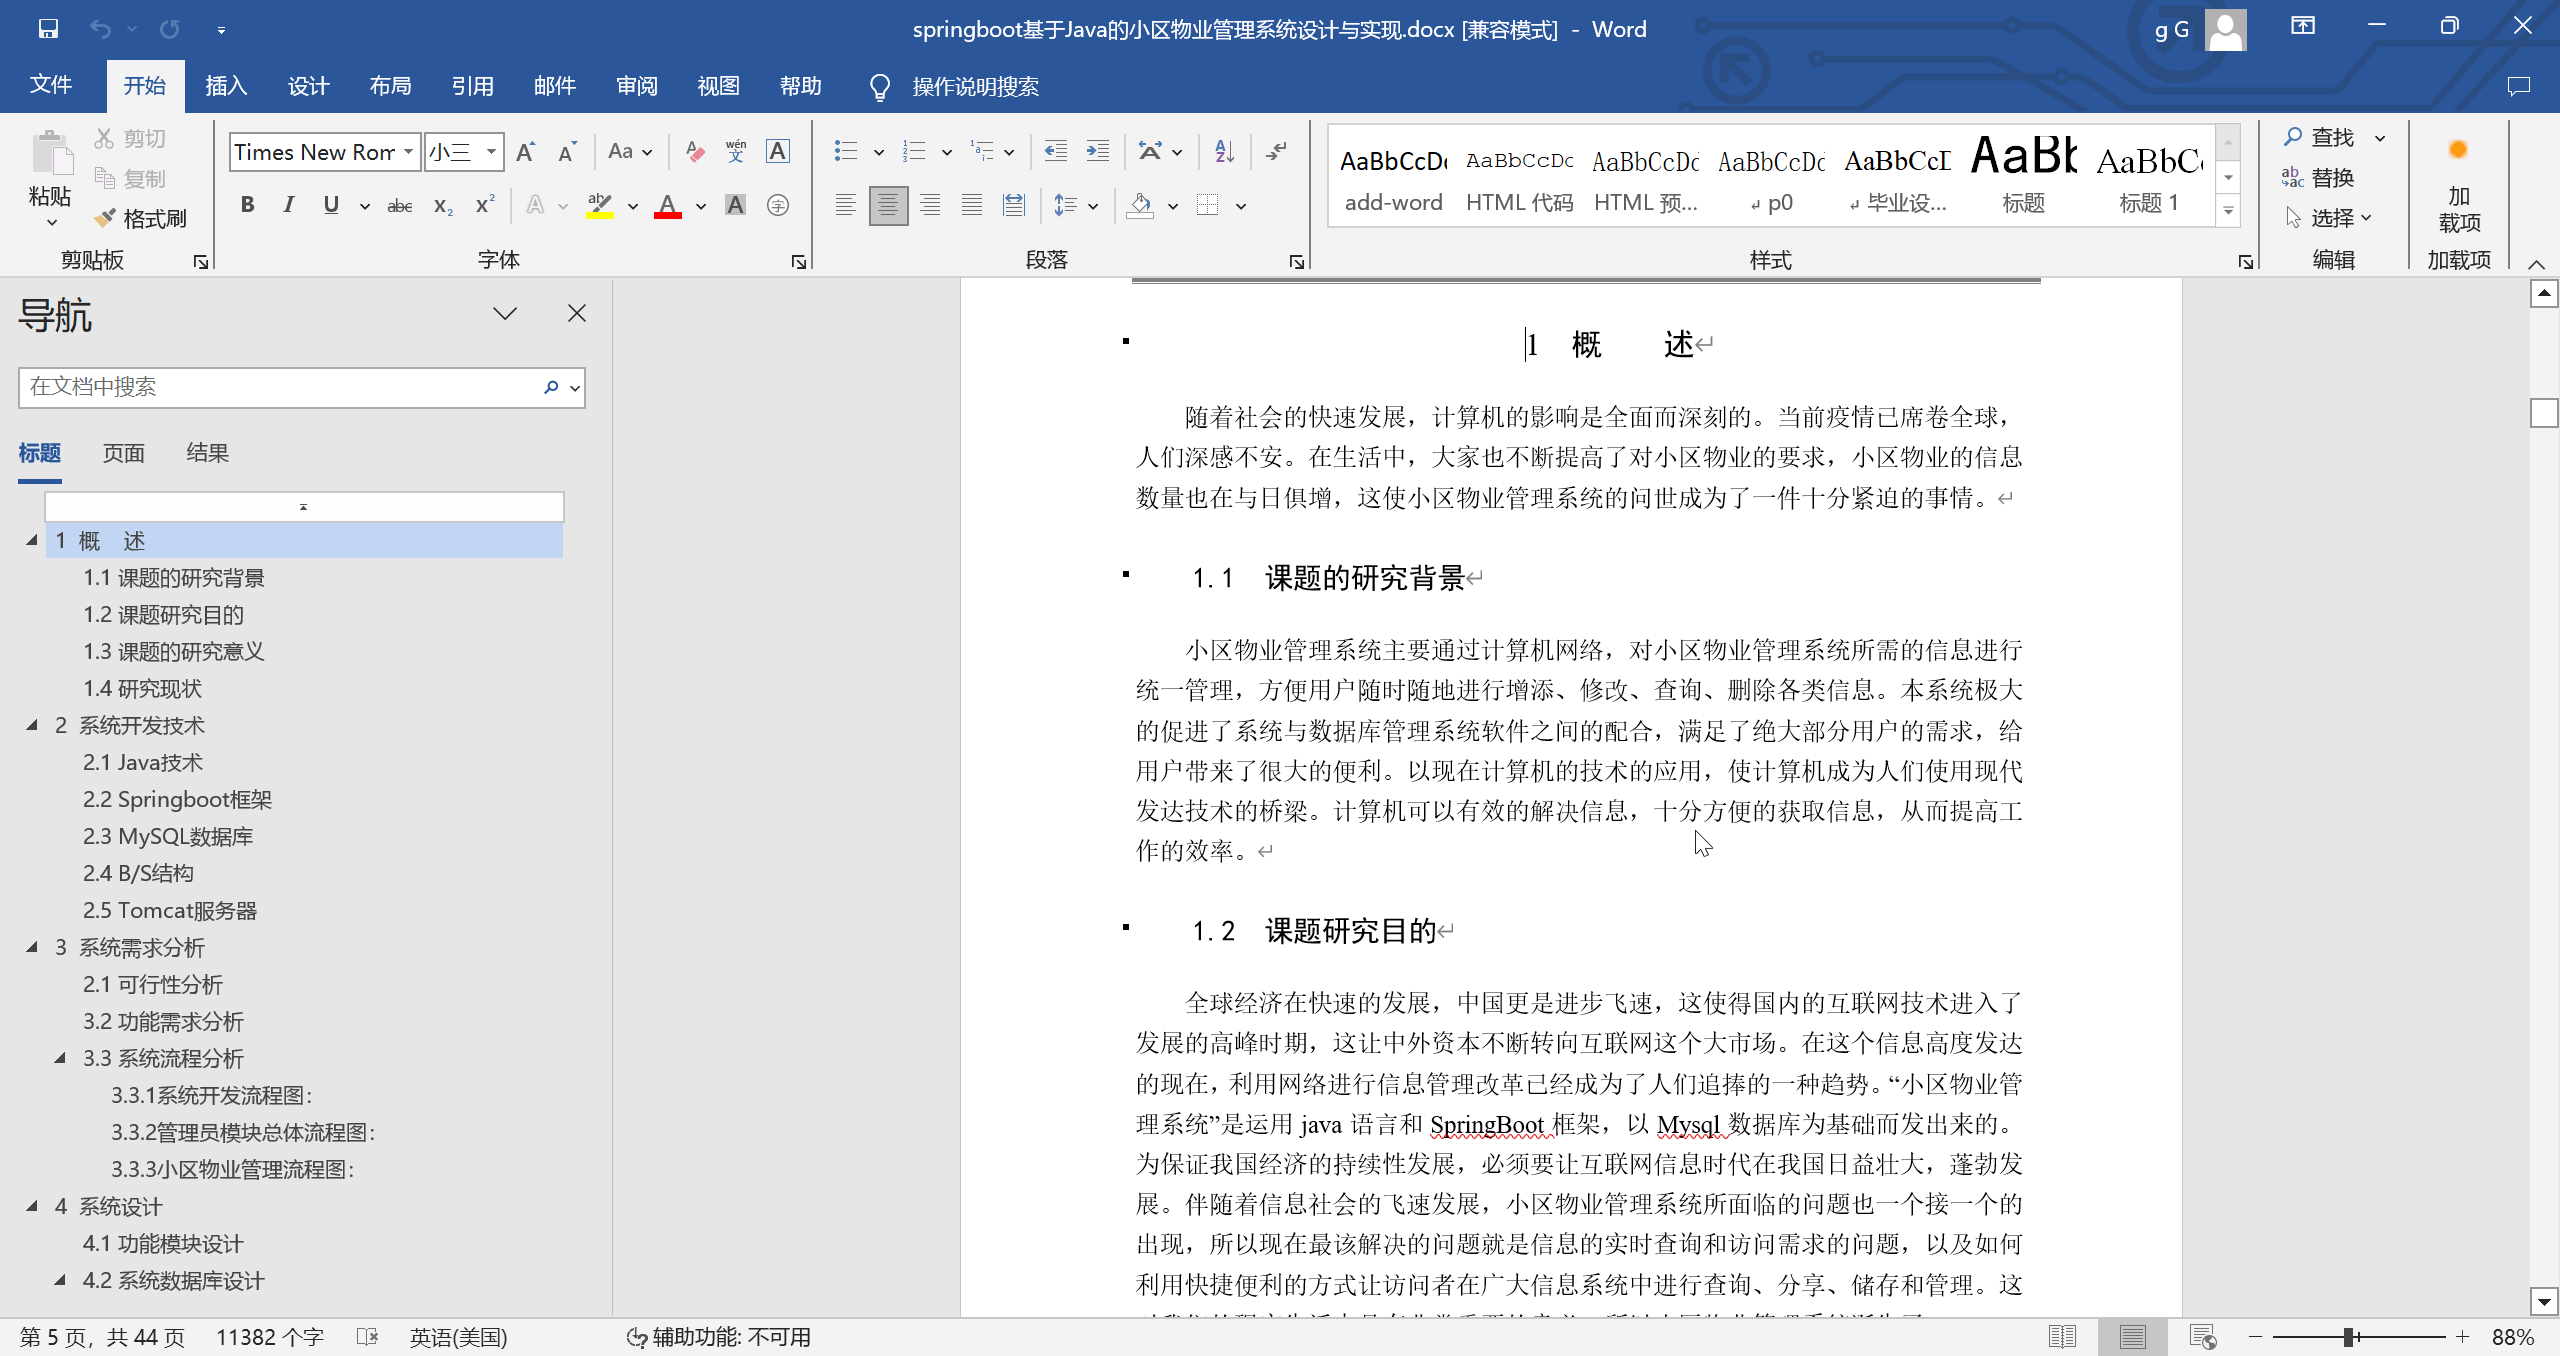 springboot基于Java的小区物业管理系统设计与实现.docx [兼容模式] - Word
g G
文件 开始 插入 设计 布局 引用 邮件 审阅 视图 帮助 操作说明搜索
粘贴
剪切
复制
格式刷
剪贴板
Times New Ror 小三
字体
段落
AaBbCcDc add-word
AaBbCcDc HTML 代码
AaBbCcDc HTML 预...
AaBbCcDc ↲ p0
AaBbCcI ↲ 毕业设...
AaBb 标题
AaBbC 标题 1
样式
查找
替换
选择
编辑
加载项
加载项
导航
在文档中搜索
标题 页面 结果
1 概 述
1.1 课题的研究背景
1.2 课题研究目的
1.3 课题的研究意义
1.4 研究现状
2 系统开发技术
2.1 Java技术
2.2 Springboot框架
2.3 MySQL数据库
2.4 B/S结构
2.5 Tomcat服务器
3 系统需求分析
2.1 可行性分析
3.2 功能需求分析
3.3 系统流程分析
3.3.1系统开发流程图：
3.3.2管理员模块总体流程图：
3.3.3小区物业管理流程图：
4 系统设计
4.1 功能模块设计
4.2 系统数据库设计
1 概 述
随着社会的快速发展，计算机的影响是全面而深刻的。当前疫情已席卷全球，
人们深感不安。在生活中，大家也不断提高了对小区物业的要求，小区物业的信息
数量也在与日俱增，这使小区物业管理系统的问世成为了一件十分紧迫的事情。
1.1 课题的研究背景
小区物业管理系统主要通过计算机网络，对小区物业管理系统所需的信息进行
统一管理，方便用户随时随地进行增添、修改、查询、删除各类信息。本系统极大
的促进了系统与数据库管理系统软件之间的配合，满足了绝大部分用户的需求，给
用户带来了很大的便利。以现在计算机的技术的应用，使计算机成为人们使用现代
发达技术的桥梁。计算机可以有效的解决信息，十分方便的获取信息，从而提高工
作的效率。
1.2 课题研究目的
全球经济在快速的发展，中国更是进步飞速，这使得国内的互联网技术进入了
发展的高峰时期，这让中外资本不断转向互联网这个大市场。在这个信息高度发达
的现在，利用网络进行信息管理改革已经成为了人们追捧的一种趋势。“小区物业管
理系统”是运用 java 语言和 SpringBoot 框架，以 Mysql 数据库为基础而发出来的。
为保证我国经济的持续性发展，必须要让互联网信息时代在我国日益壮大，蓬勃发
展。伴随着信息社会的飞速发展，小区物业管理系统所面临的问题也一个接一个的
出现，所以现在最该解决的问题就是信息的实时查询和访问需求的问题，以及如何
利用快捷便利的方式让访问者在广大信息系统中进行查询、分享、储存和管理。这
第 5 页，共 44 页 11382 个字 英语(美国) 辅助功能: 不可用 88%